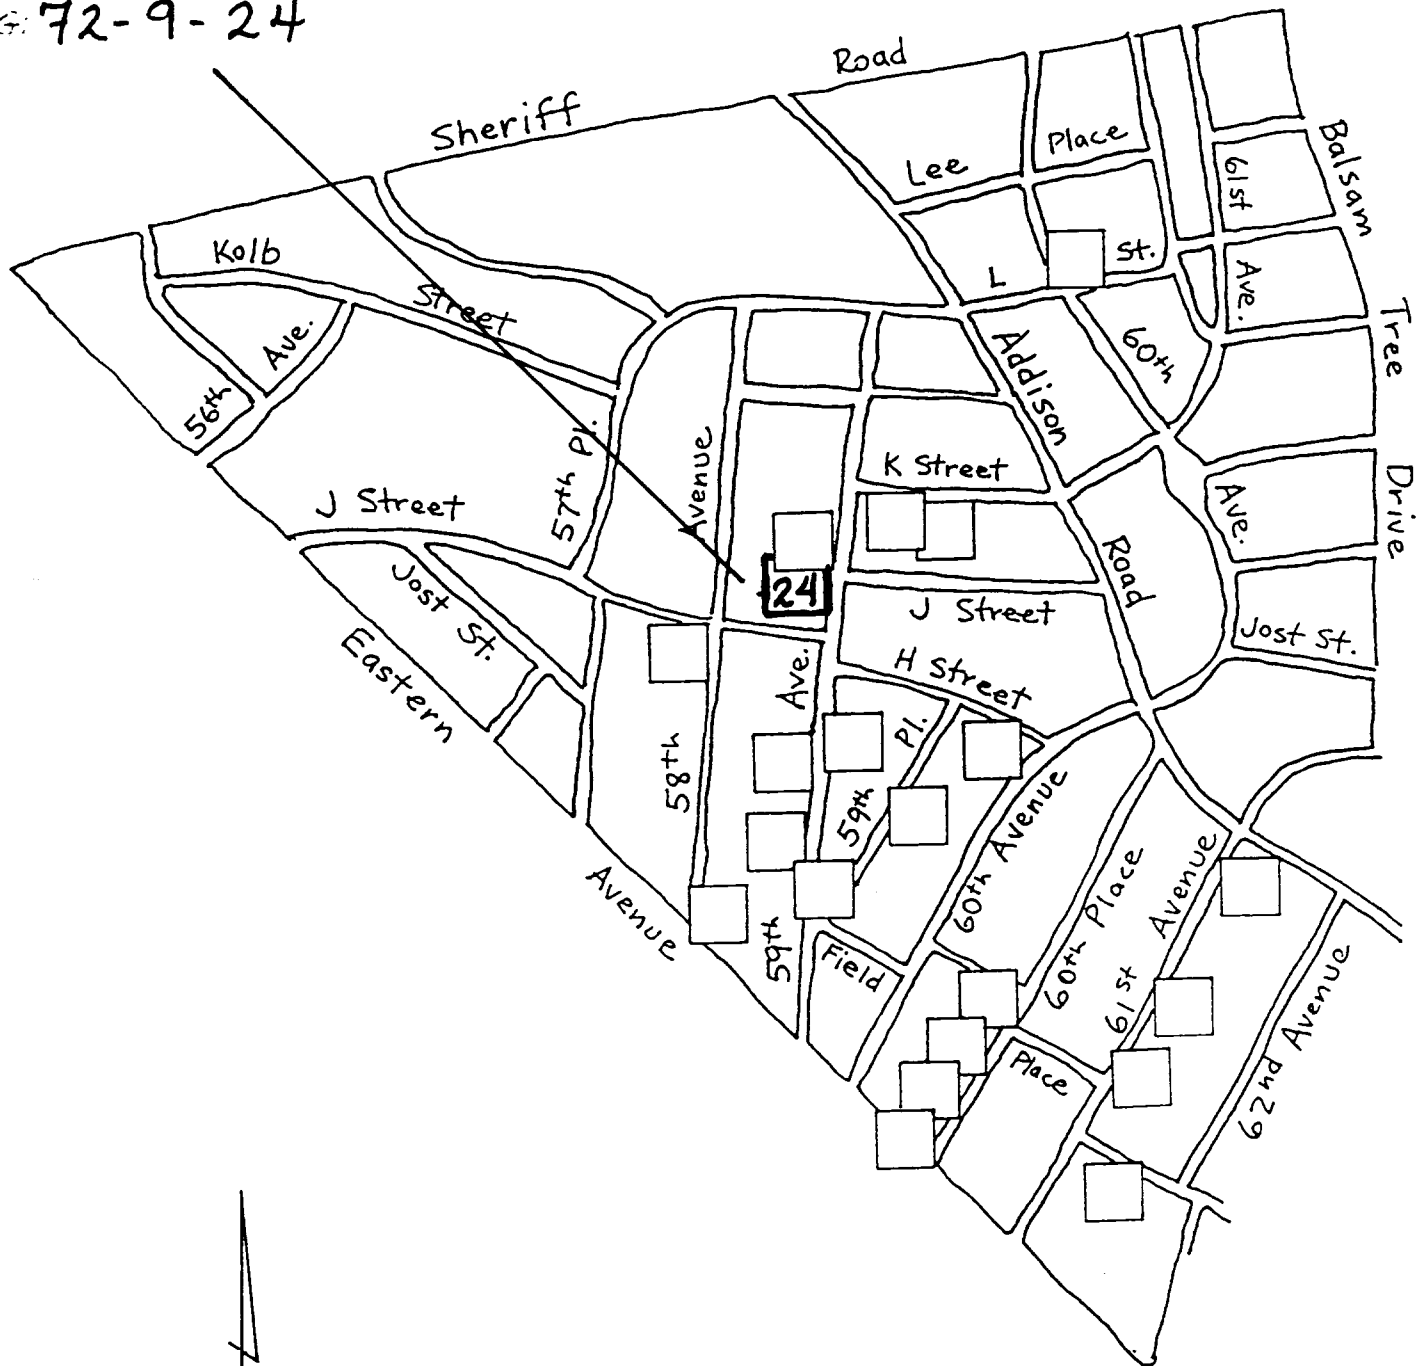 72-9-24
Road
Sheriff
Lee Place
Balsam
61st
Ave.
Kolb
Street
L St.
Tree
Ave.
56th
Addison
60th
57th Pl.
Avenue
K Street
Drive
J Street
Ave.
Road
24
Jost St.
J Street
Jost St.
Eastern
H Street
Ave.
58th
Pl.
59th
60th Avenue
60th Place
61st Avenue
Avenue
59th
Field
Place
62nd Avenue